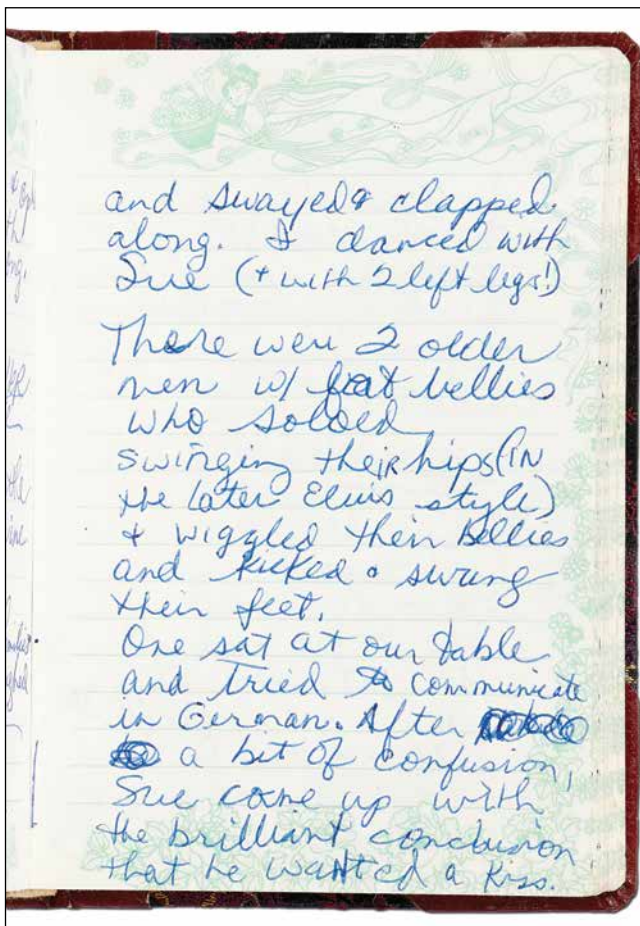 and swayed & clapped
along. I danced with
Sue (+ with 2 left legs!)
There were 2 older
men w/ fat bellies
who soloed
swinging their hips (in
the later Elvis style)
+ wiggled their bellies
and kicked & swung
their feet.
One sat at our table
and tried to communicate
in German. After
a bit of confusion,
Sue came up with
the brilliant conclusion
that he wanted a kiss.